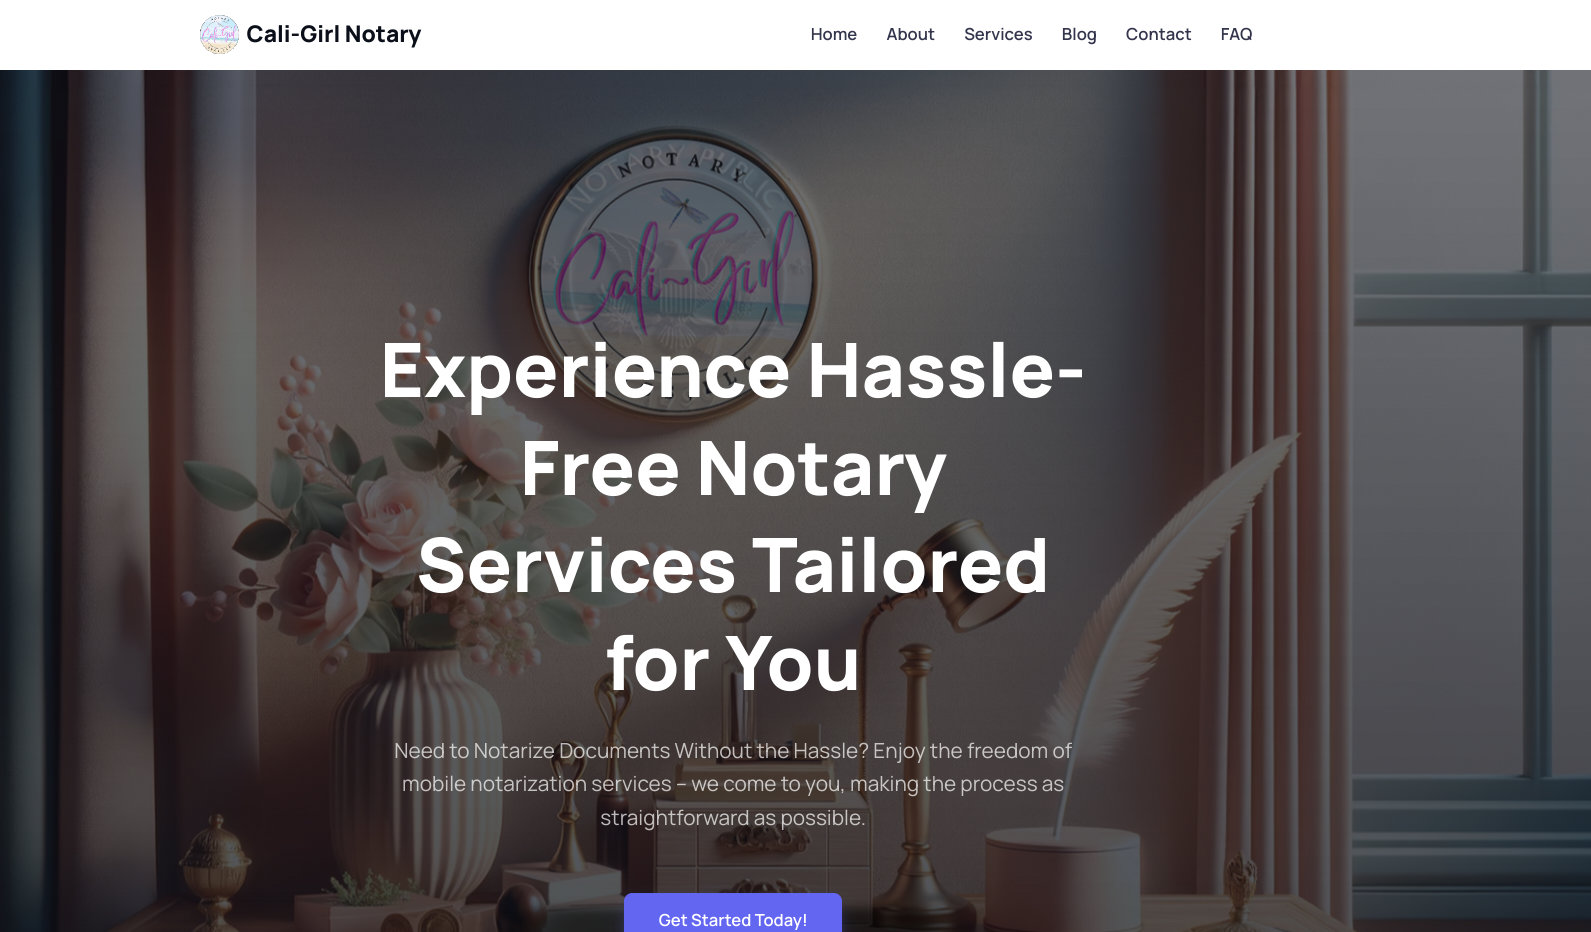 Cali-Girl Notary
Home About Services Blog Contact FAQ
NOTARY
NOTARY PUBLIC
Cali~Girl
Experience Hassle-
Free Notary
Services Tailored
for You
Need to Notarize Documents Without the Hassle? Enjoy the freedom of
mobile notarization services – we come to you, making the process as
straightforward as possible.
Get Started Today!